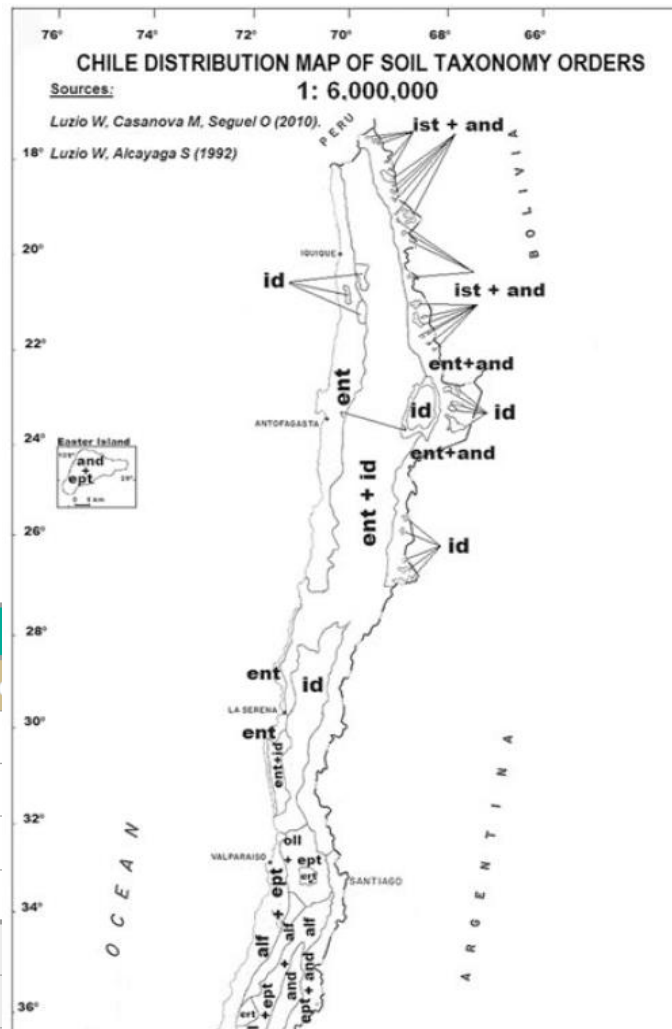 76° 74° 72° 70° 68° 66°
CHILE DISTRIBUTION MAP OF SOIL TAXONOMY ORDERS
Sources: 1: 6,000,000
Luzio W, Casanova M, Seguel O (2010).
Luzio W, Alcayaga S (1992)
PERU
ist + and
BOLIVIA
18°
20°
IQUIQUE
id
ist + and
22°
ent+and
ent
id
id
ANTOFAGASTA
24°
ent+and
Easter Island
and
+
ept
ent + id
26°
id
28°
ent
id
LA SERENA
30°
ent
ent+id
ARGENTINA
32°
oll
+ ept
VALPARAISO
ert
SANTIAGO
OCEAN
34°
alf + ept
alf
alf
and +
ept + and
ept +
36°
ert